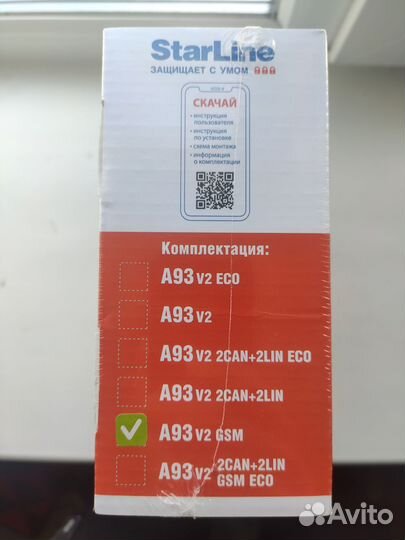 StarLine
ЗАЩИЩАЕТ С УМОМ
СКАЧАЙ
• инструкция
пользователя
• инструкция
по установке
• схема монтажа
• информация
о комплектации
Комплектация:
A93 V2 ECO
A93 V2
A93 V2 2CAN+2LIN ECO
A93 V2 2CAN+2LIN
A93 V2 GSM
A93 V2 2CAN+2LIN
GSM ECO
Avito